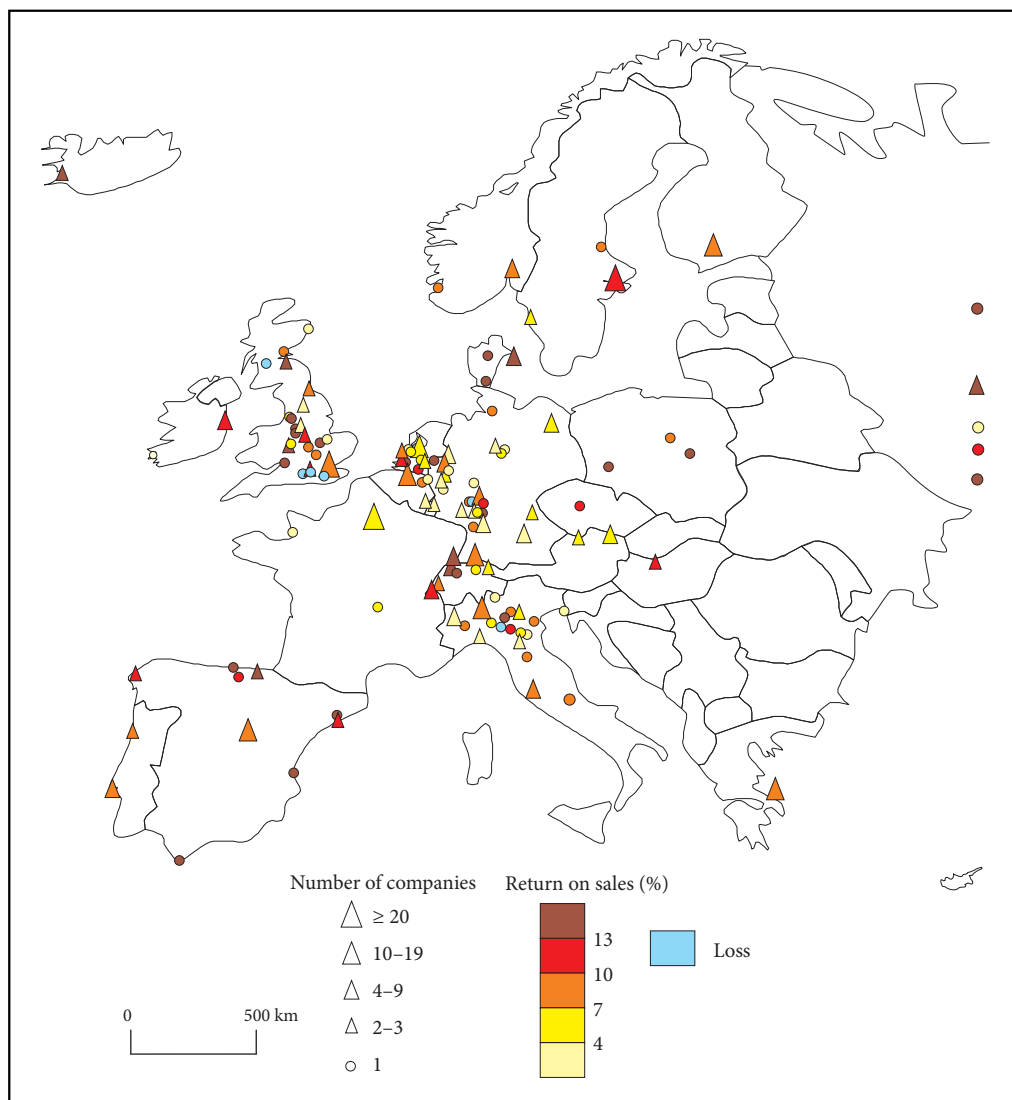 Number of companies
≥ 20
10–19
4–9
2–3
1
Return on sales (%)
13
10
7
4
Loss
0
500 km